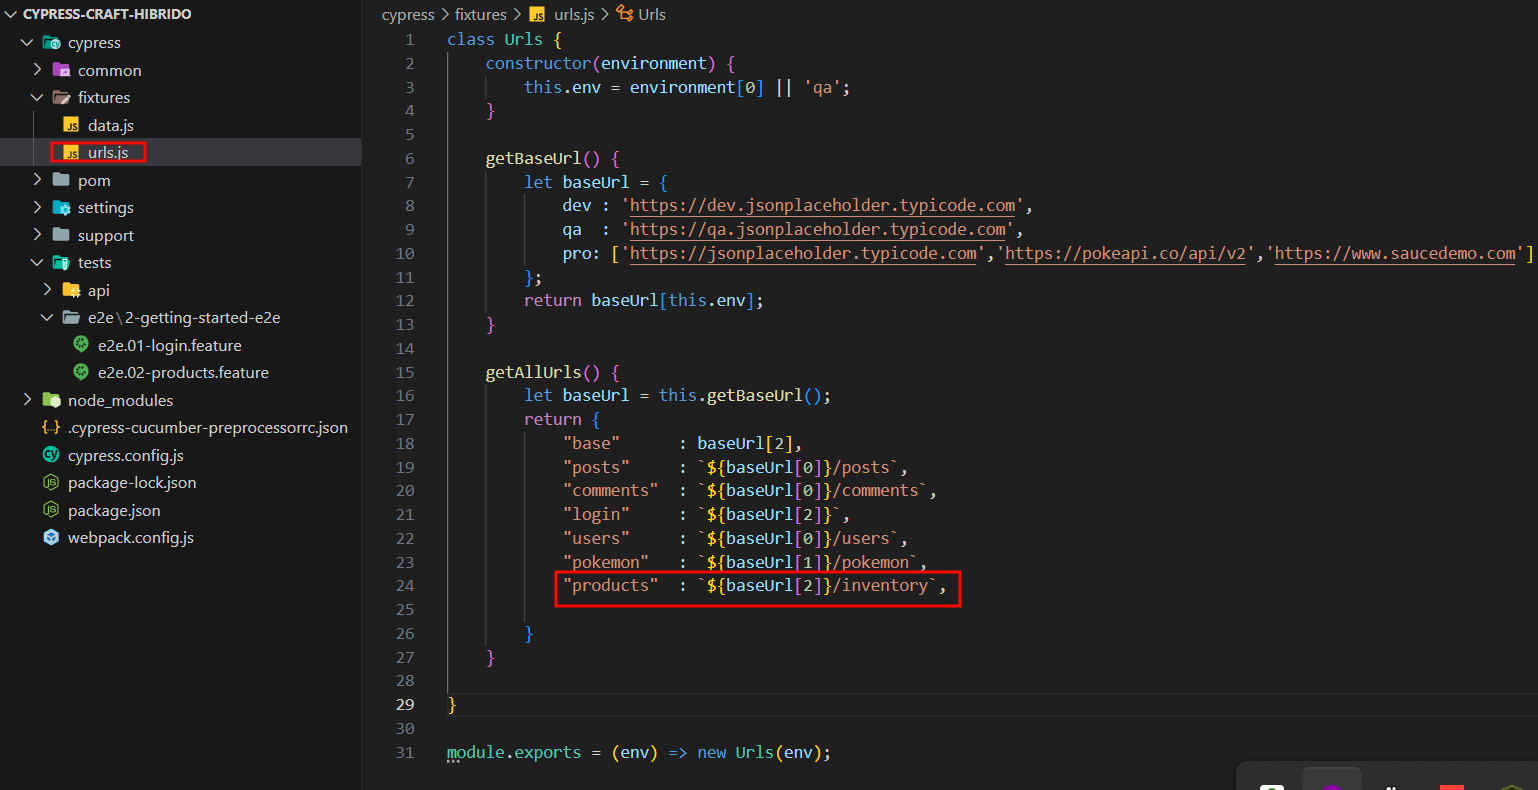 CYPRESS-CRAFT-HIBRIDO
cypress
common
fixtures
JS data.js
JS urls.js
pom
settings
support
tests
api
e2e\2-getting-started-e2e
e2e.01-login.feature
e2e.02-products.feature
node_modules
{..} .cypress-cucumber-preprocessorrc.json
cypress.config.js
package-lock.json
package.json
webpack.config.js
cypress > fixtures > JS urls.js > Urls
1 class Urls {
2     constructor(environment) {
3         this.env = environment[0] || 'qa';
4     }
5
6     getBaseUrl() {
7         let baseUrl = {
8             dev : 'https://dev.jsonplaceholder.typicode.com',
9             qa  : 'https://qa.jsonplaceholder.typicode.com',
10             pro: ['https://jsonplaceholder.typicode.com','https://pokeapi.co/api/v2','https://www.saucedemo.com']
11         };
12         return baseUrl[this.env];
13     }
14
15     getAllUrls() {
16         let baseUrl = this.getBaseUrl();
17         return {
18             "base"      : baseUrl[2],
19             "posts"     : `${baseUrl[0]}/posts`,
20             "comments"  : `${baseUrl[0]}/comments`,
21             "login"     : `${baseUrl[2]}`,
22             "users"     : `${baseUrl[0]}/users`,
23             "pokemon"   : `${baseUrl[1]}/pokemon`,
24             "products"  : `${baseUrl[2]}/inventory`,
25
26         }
27     }
28
29 }
30
31 module.exports = (env) => new Urls(env);